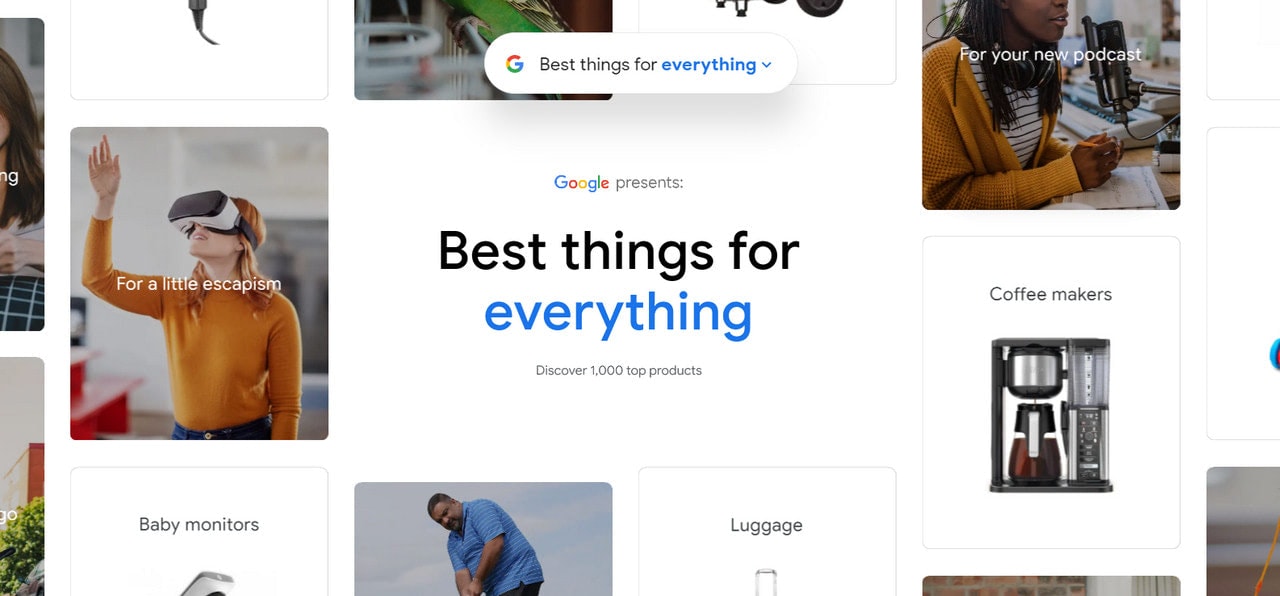 Best things for everything
For your new podcast
ng
Google presents:
For a little escapism
Best things for
everything
Coffee makers
Discover 1,000 top products
go
Baby monitors
Luggage